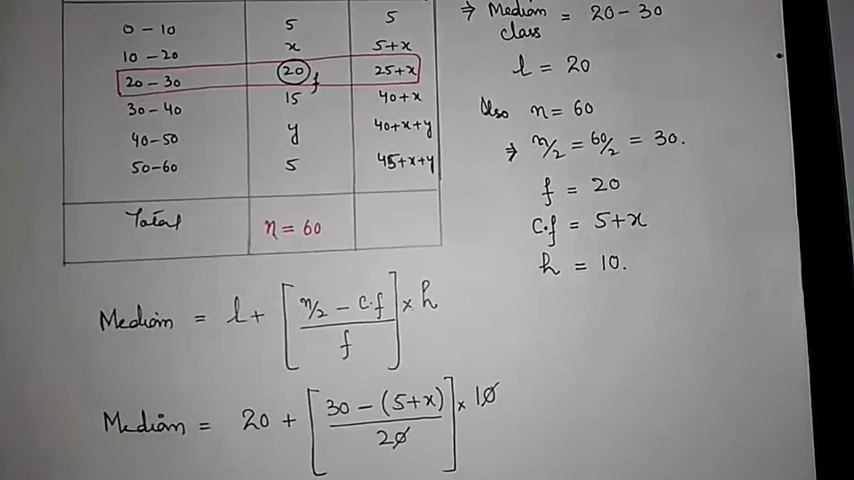 0 - 10 5 5
10 - 20 x 5+x
20 - 30 20 f 25+x
30 - 40 15 40+x
40 - 50 y 40+x+y
50 - 60 5 45+x+y
Total n = 60
⇒ Median class = 20 - 30
l = 20
Also n = 60
⇒ n/2 = 60/2 = 30.
f = 20
C.f = 5+x
h = 10.
Median = l + [ (n/2 - C.f) / f ] × h
Median = 20 + [ (30 - (5+x)) / 20 ] × 10